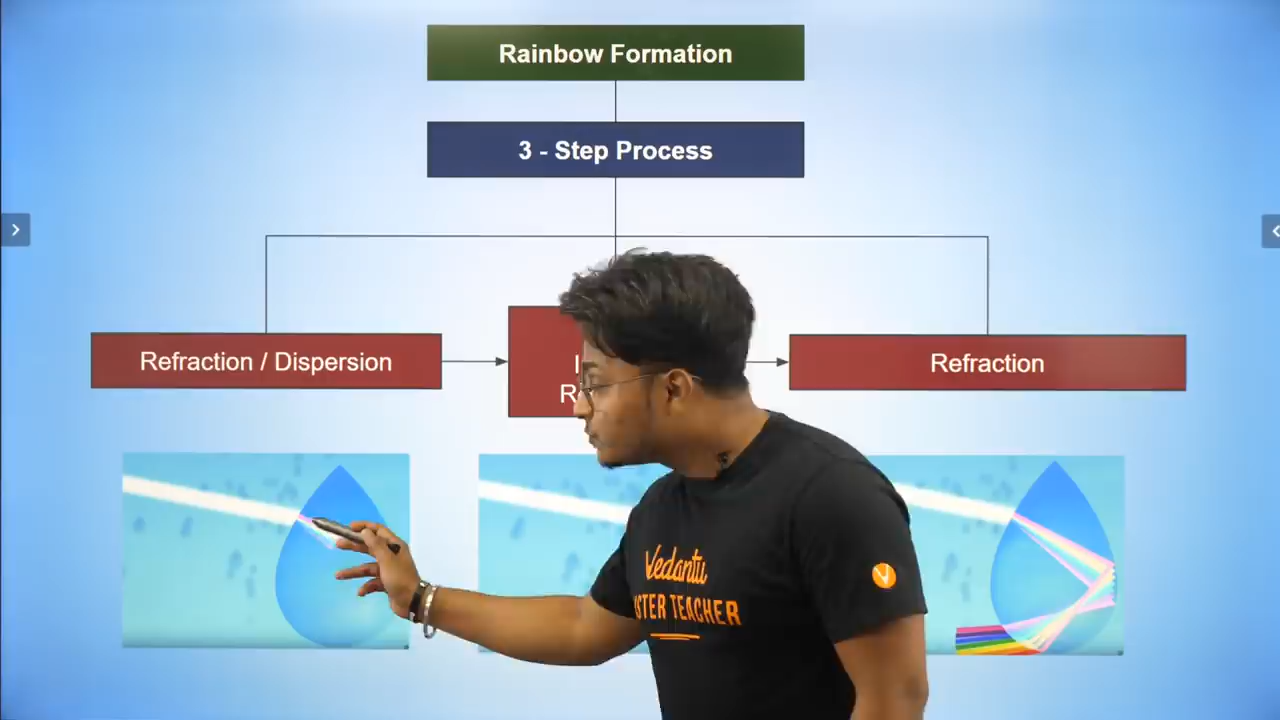 Rainbow Formation
3 - Step Process
Refraction / Dispersion
Refraction
Vedantu
STER TEACHER